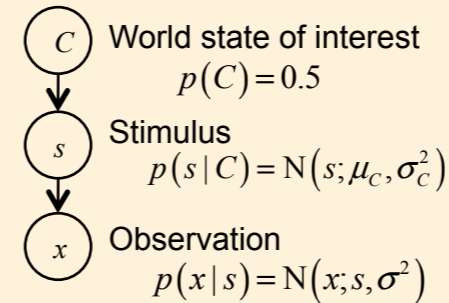 C World state of interest
p(C) = 0.5
s Stimulus
p(s | C) = N(s; μ_C, σ_C^2)
x Observation
p(x | s) = N(x; s, σ^2)